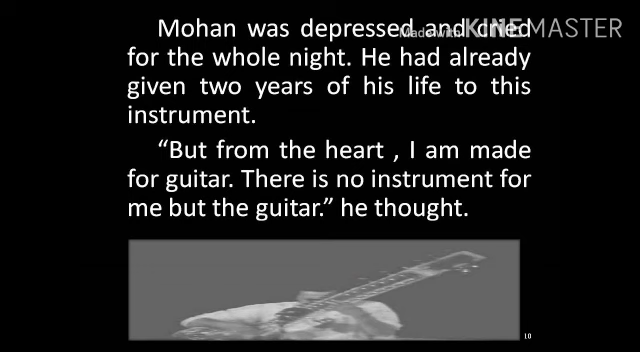 Made with KINEMASTER
Mohan was depressed and cried
for the whole night. He had already
given two years of his life to this
instrument.
“But from the heart , I am made
for guitar. There is no instrument for
me but the guitar.” he thought.
10